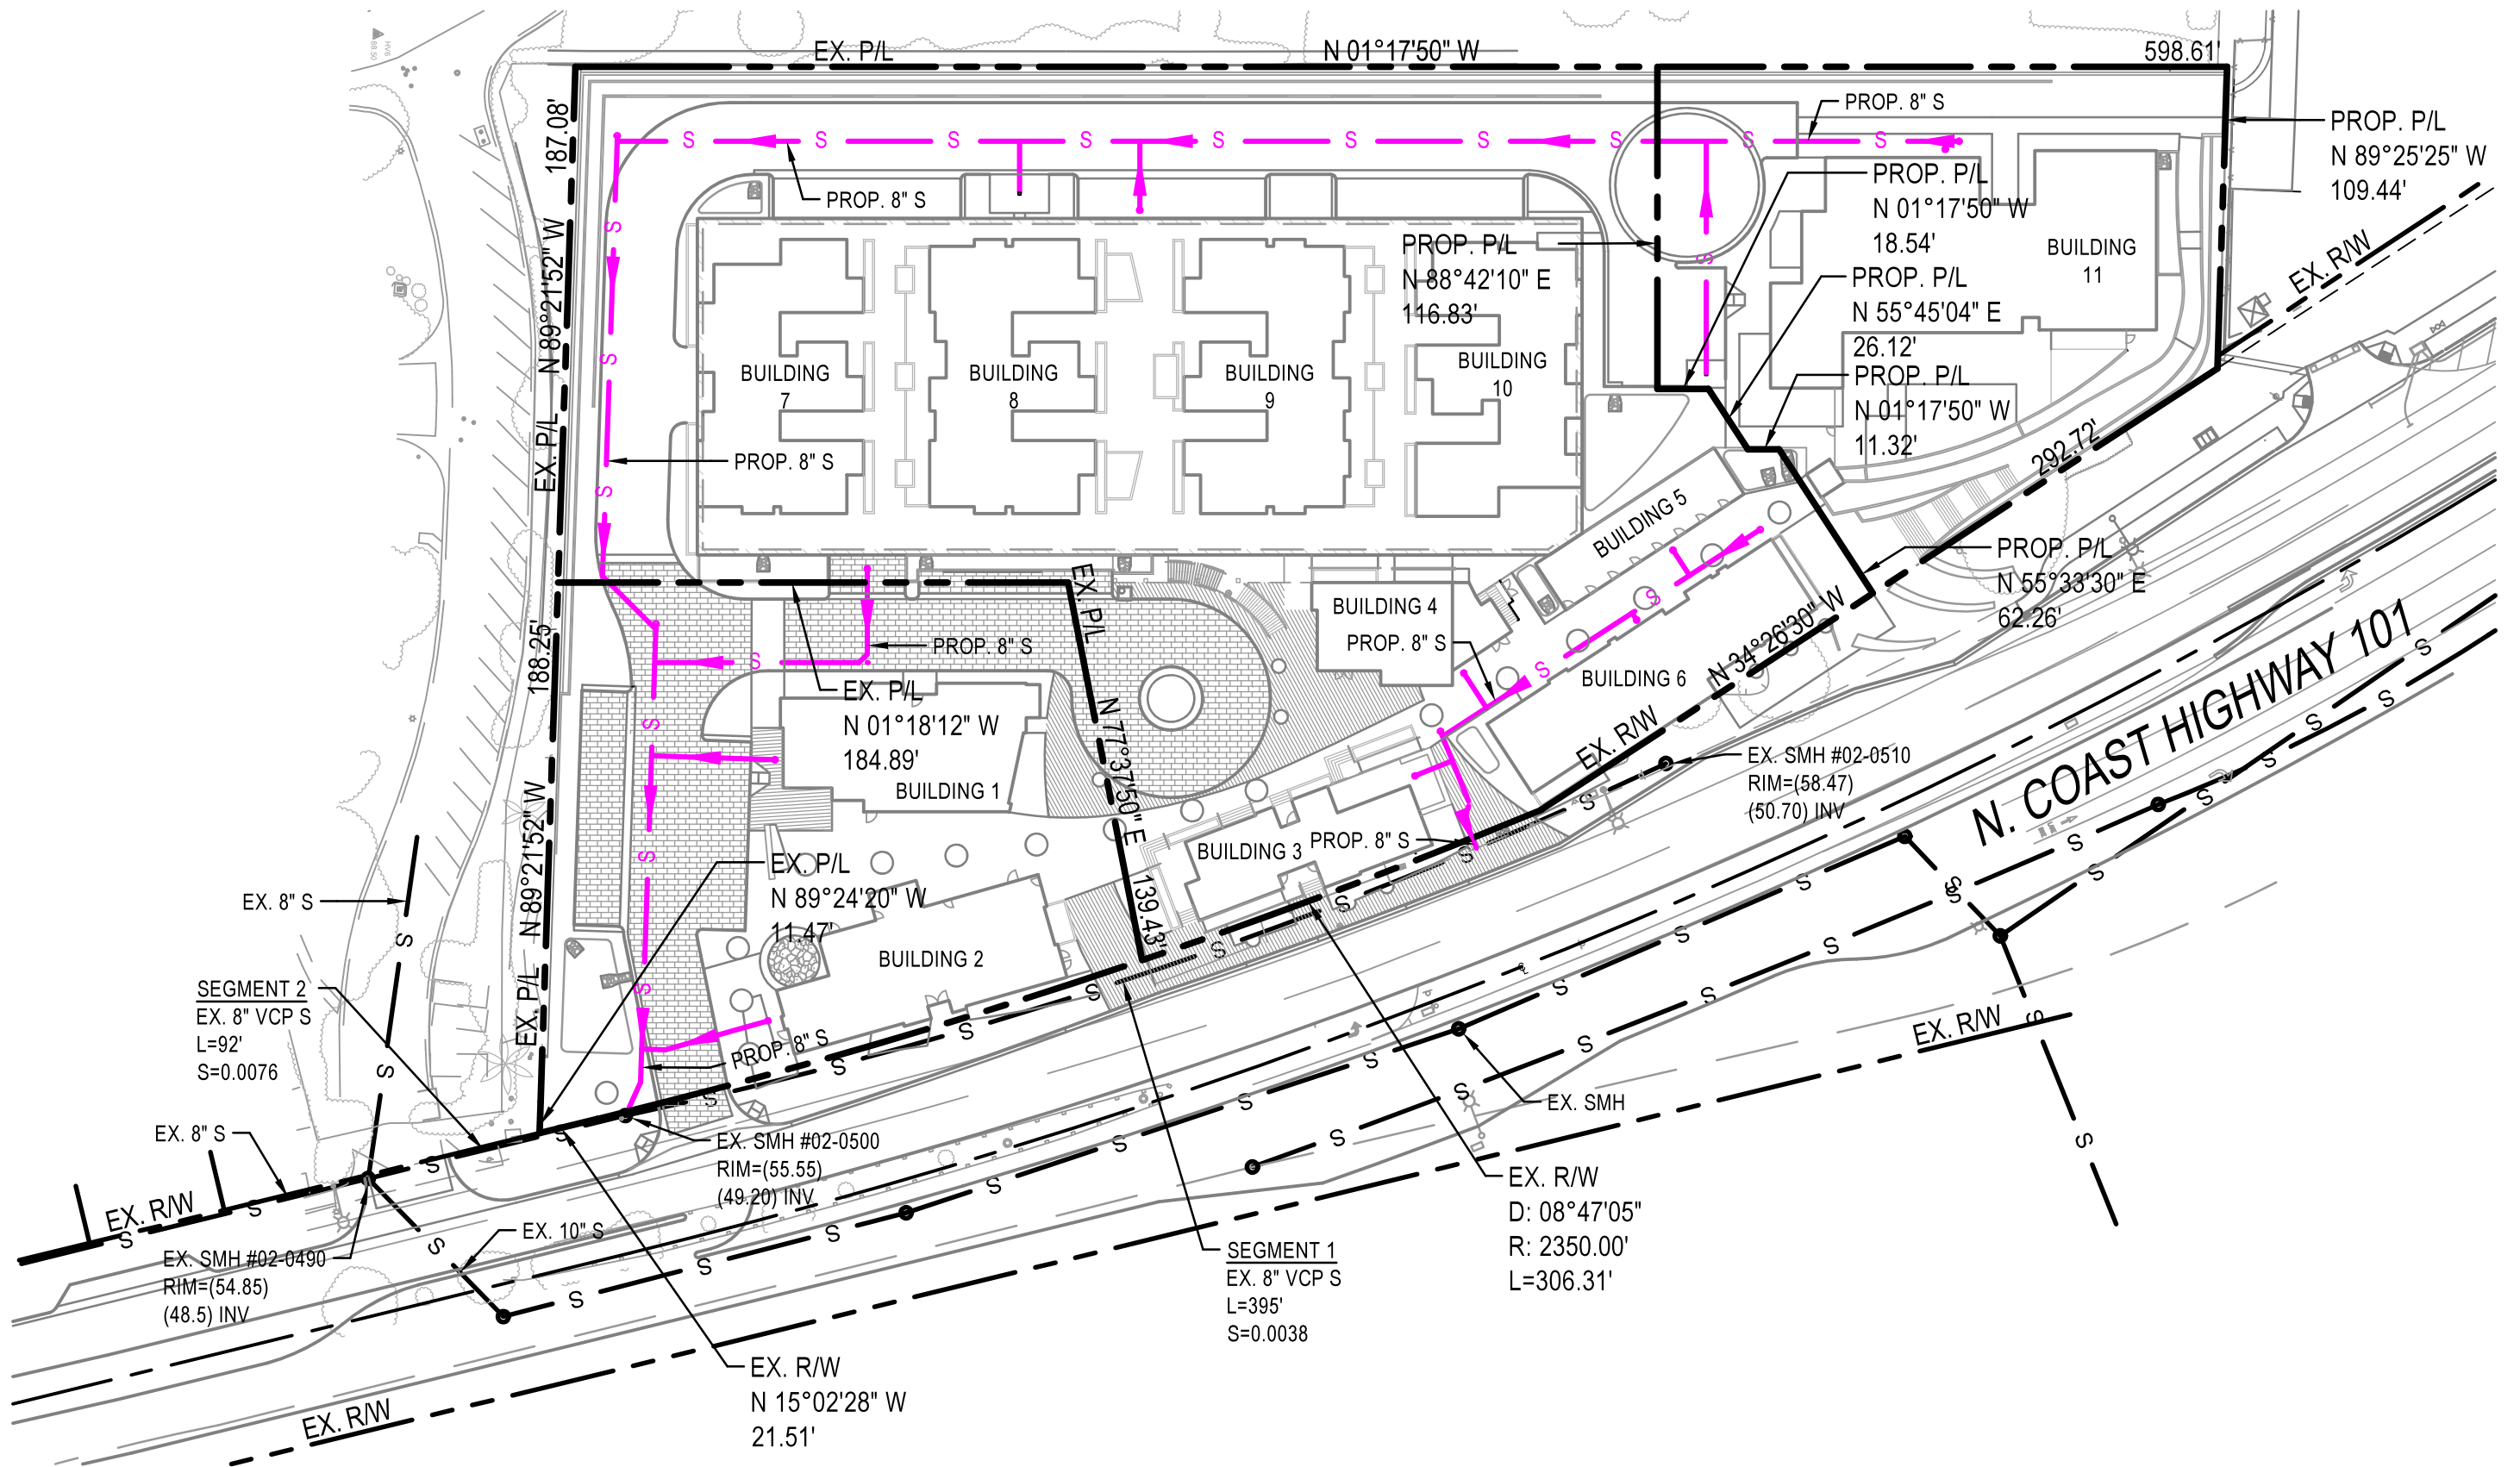 HV6
88.50
EX. P/L
N 01°17'50" W
598.61'
187.08'
PROP. 8" S
PROP. P/L
N 89°25'25" W
109.44'
S S S S S S S S S S
PROP. 8" S
PROP. P/L
N 01°17'50" W
18.54'
PROP. P/L
N 88°42'10" E
116.83'
BUILDING
11
EX. R/W
PROP. P/L
N 55°45'04" E
26.12'
PROP. P/L
N 01°17'50" W
11.32'
N 89°21'52" W
EX. P/L
S
S
S
S
BUILDING
7
BUILDING
8
BUILDING
9
BUILDING
10
PROP. 8" S
292.72'
BUILDING 5
PROP. P/L
N 55°33'30" E
62.26'
EX. P/L
BUILDING 4
PROP. 8" S
S
S
N 34°26'30" W
BUILDING 6
EX. R/W
188.25'
PROP. 8" S
S
S
EX. P/L
N 01°18'12" W
184.89'
N 77°37'50" E
BUILDING 1
EX. SMH #02-0510
RIM=(58.47)
(50.70) INV
N. COAST HIGHWAY 101
N 89°21'52" W
S
EX. P/L
N 89°24'20" W
11.47'
BUILDING 3
PROP. 8" S
139.43'
EX. 8" S
S
EX. P/L
BUILDING 2
SEGMENT 2
EX. 8" VCP S
L=92'
S=0.0076
S
S
PROP. 8" S
EX. R/W
EX. SMH
EX. 8" S
EX. SMH #02-0500
RIM=(55.55)
(49.20) INV
EX. R/W
D: 08°47'05"
R: 2350.00'
L=306.31'
EX. R/W
EX. 10" S
EX. SMH #02-0490
RIM=(54.85)
(48.5) INV
SEGMENT 1
EX. 8" VCP S
L=395'
S=0.0038
EX. R/W
N 15°02'28" W
21.51'
EX. R/W